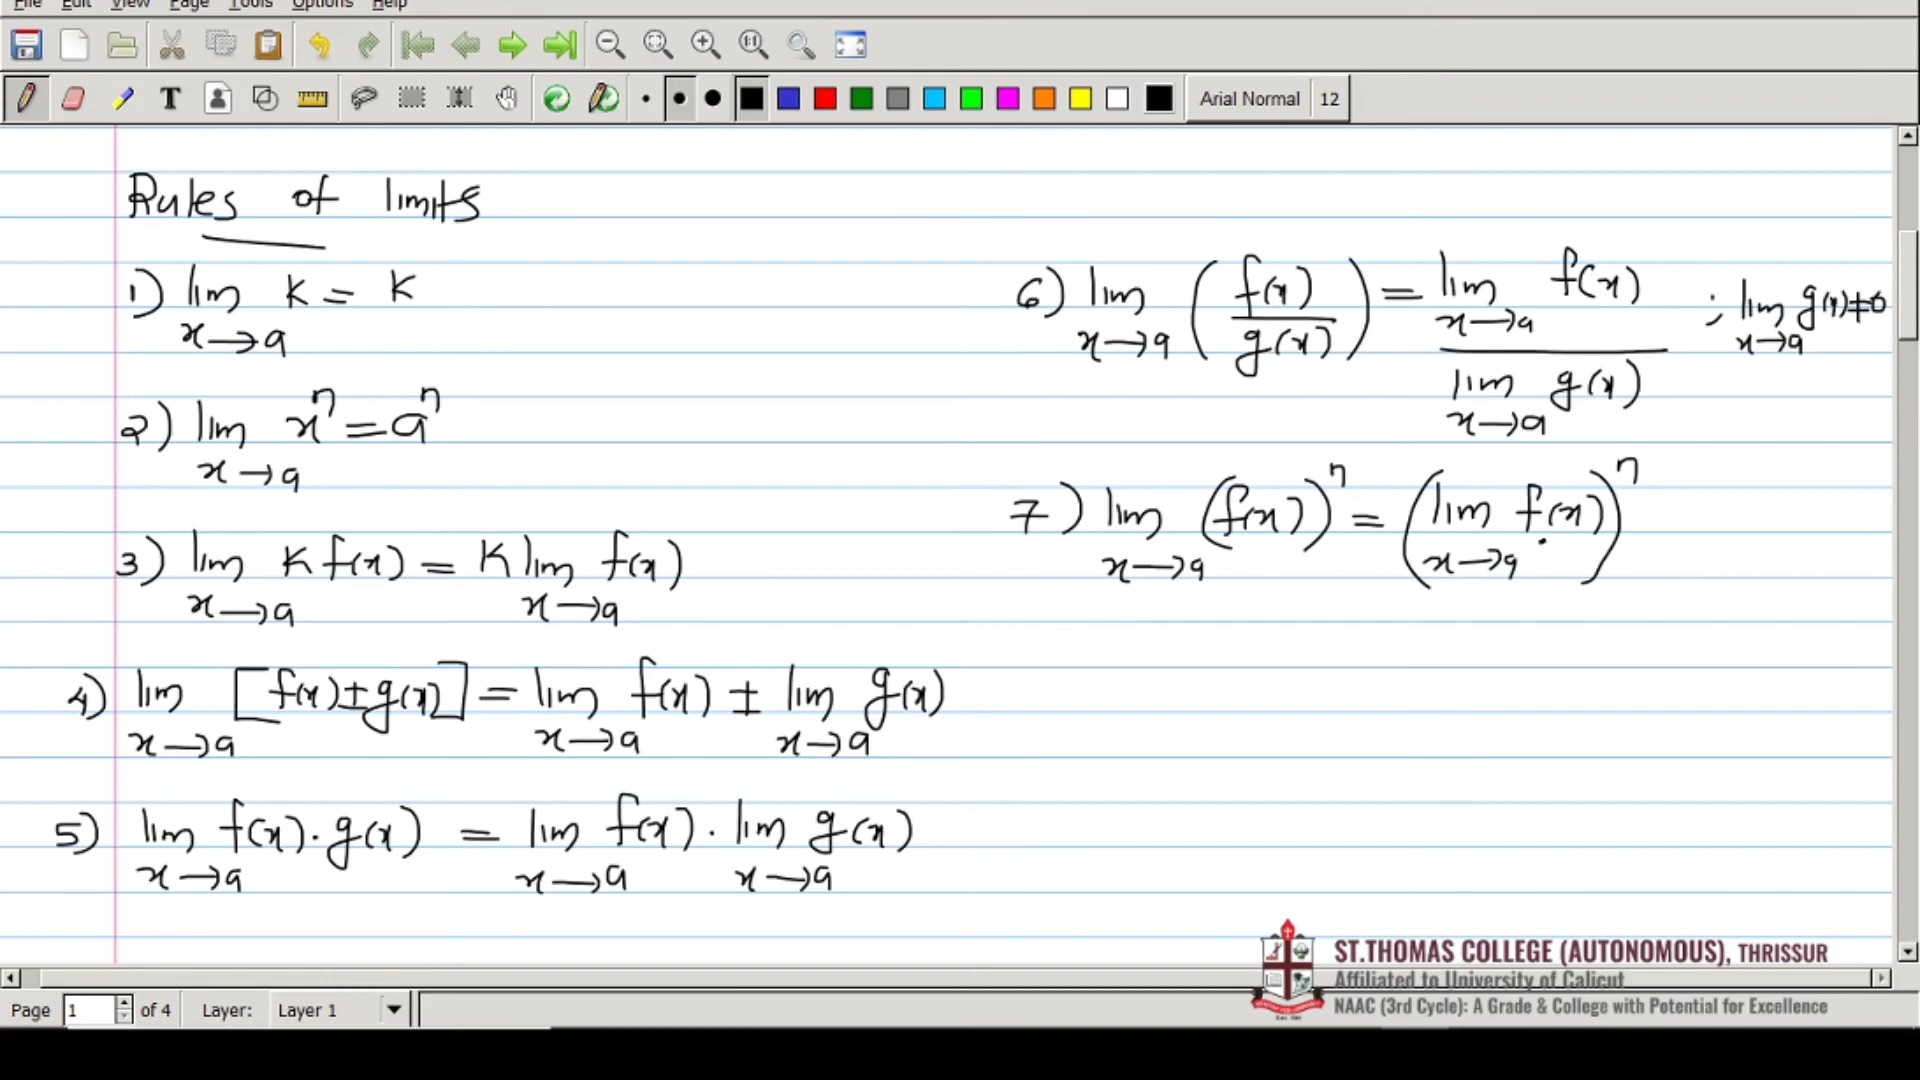 File Edit View Page Tools Options Help
Arial Normal 12
Rules of limits
1) lim K = K
x→a
2) lim xⁿ = aⁿ
x→a
3) lim K f(x) = K lim f(x)
x→a x→a
4) lim [f(x) ± g(x)] = lim f(x) ± lim g(x)
x→a x→a x→a
5) lim f(x) · g(x) = lim f(x) · lim g(x)
x→a x→a x→a
6) lim (f(x)/g(x)) = lim f(x) / lim g(x) ; lim g(x) ≠ 0
x→a x→a x→a x→a
7) lim (f(x))ⁿ = (lim f(x))ⁿ
x→a x→a
ST.THOMAS COLLEGE (AUTONOMOUS), THRISSUR
Affiliated to University of Calicut
NAAC (3rd Cycle): A Grade & College with Potential for Excellence
Page 1 of 4 Layer: Layer 1